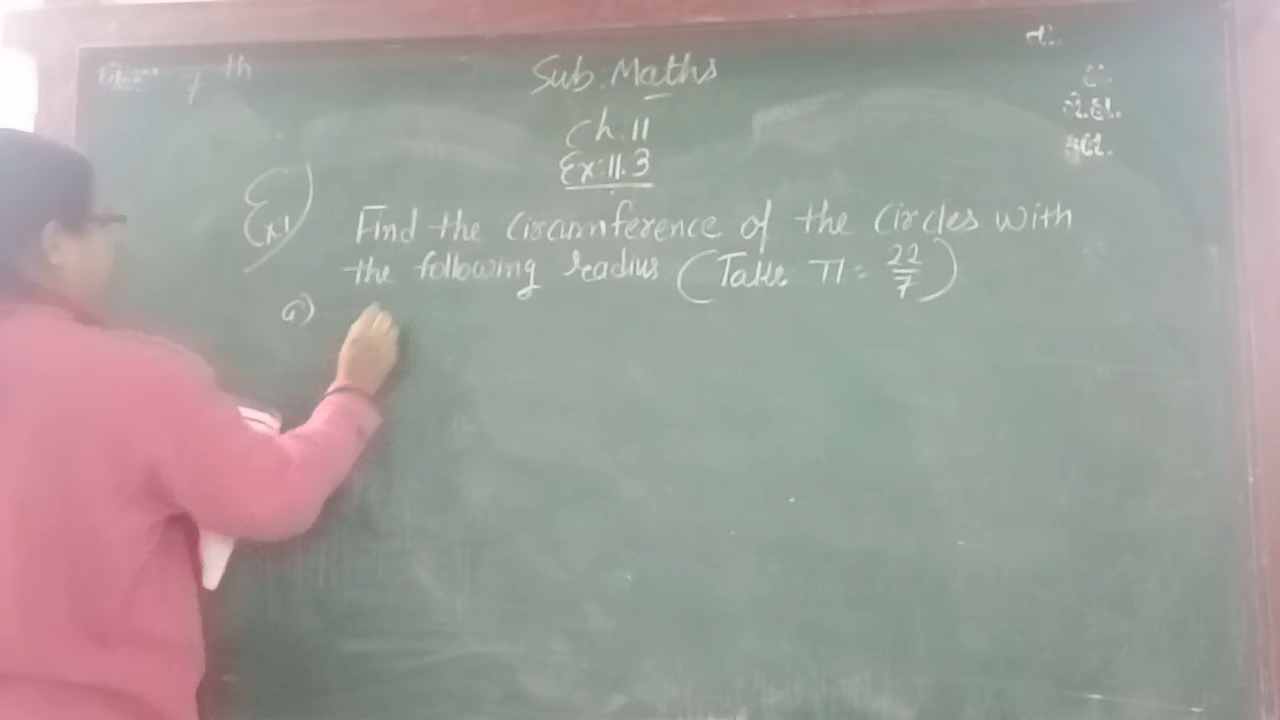 7th
Sub: Maths
Ch: 11
Ex: 11.3
Ex1) Find the Circumference of the circles with
the following radius (Take π = 22/7)
a)